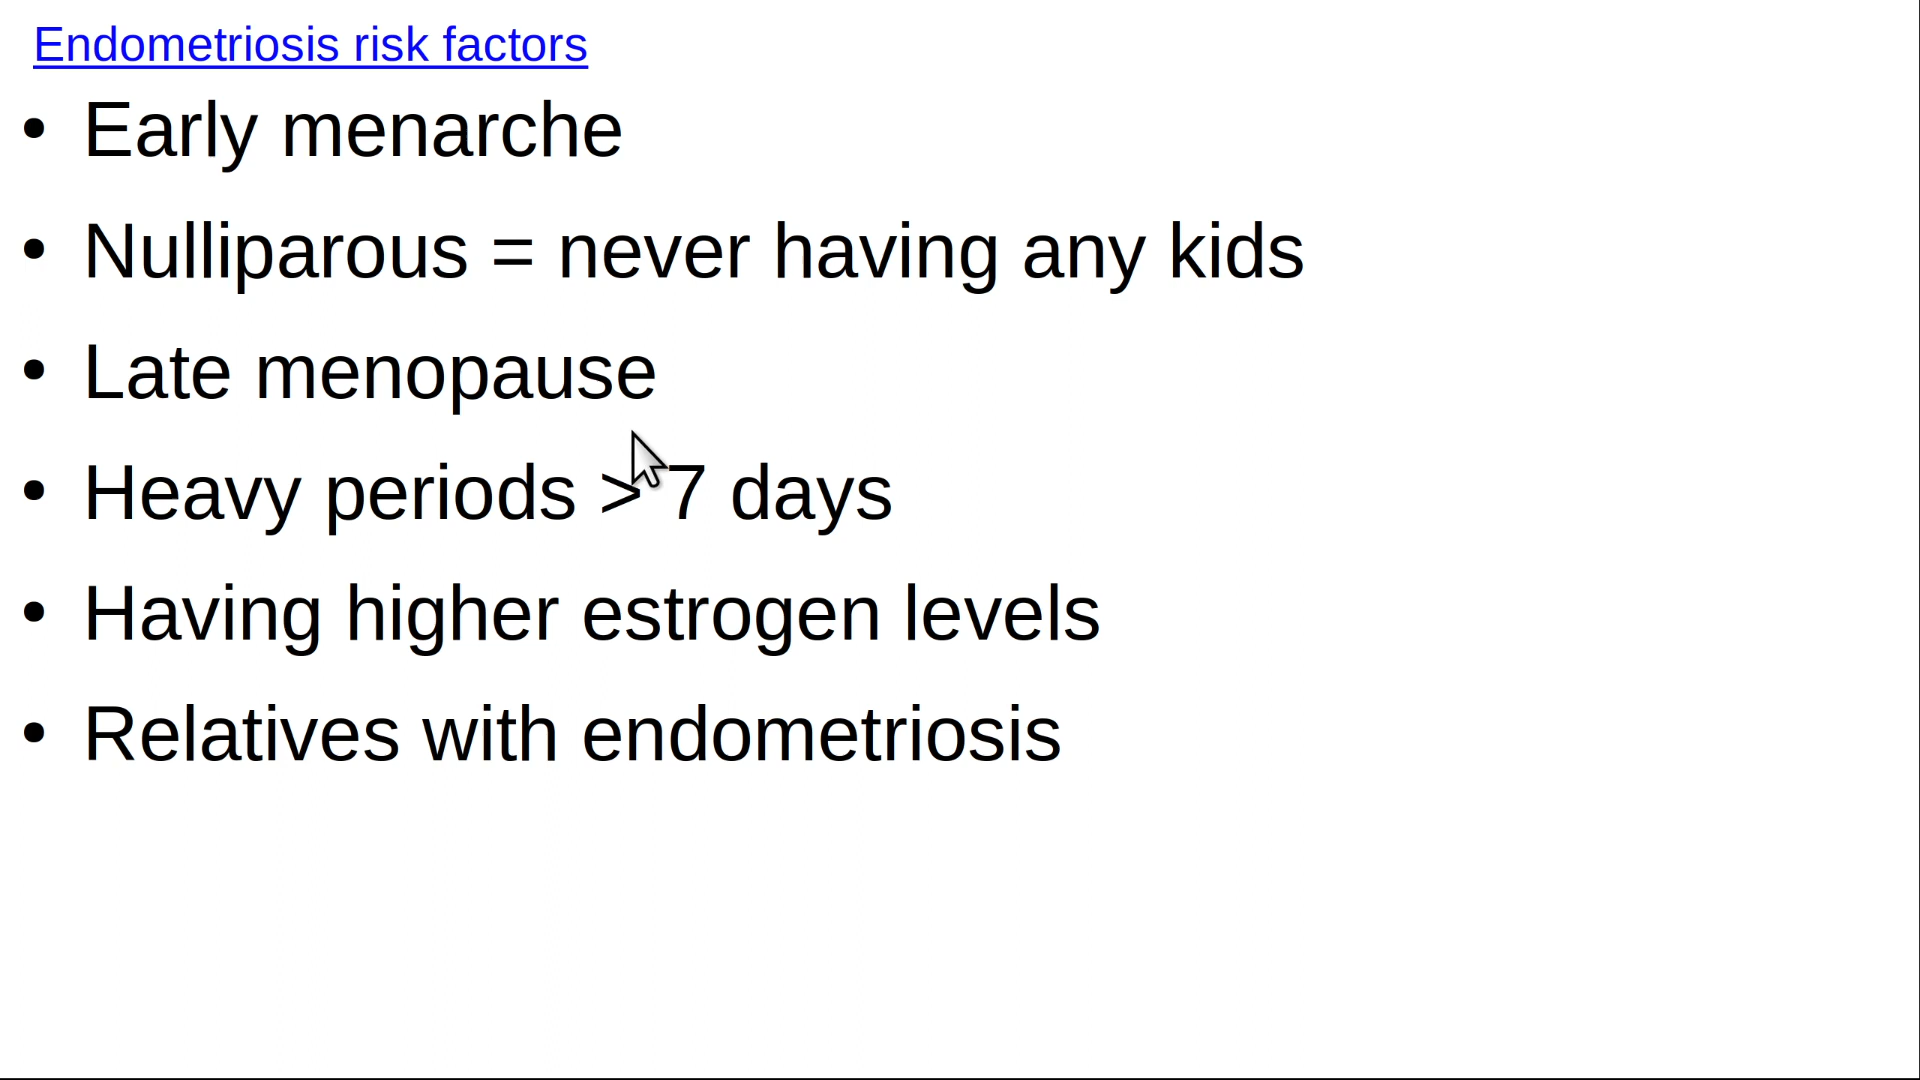 Endometriosis risk factors
• Early menarche
• Nulliparous = never having any kids
• Late menopause
• Heavy periods > 7 days
• Having higher estrogen levels
• Relatives with endometriosis